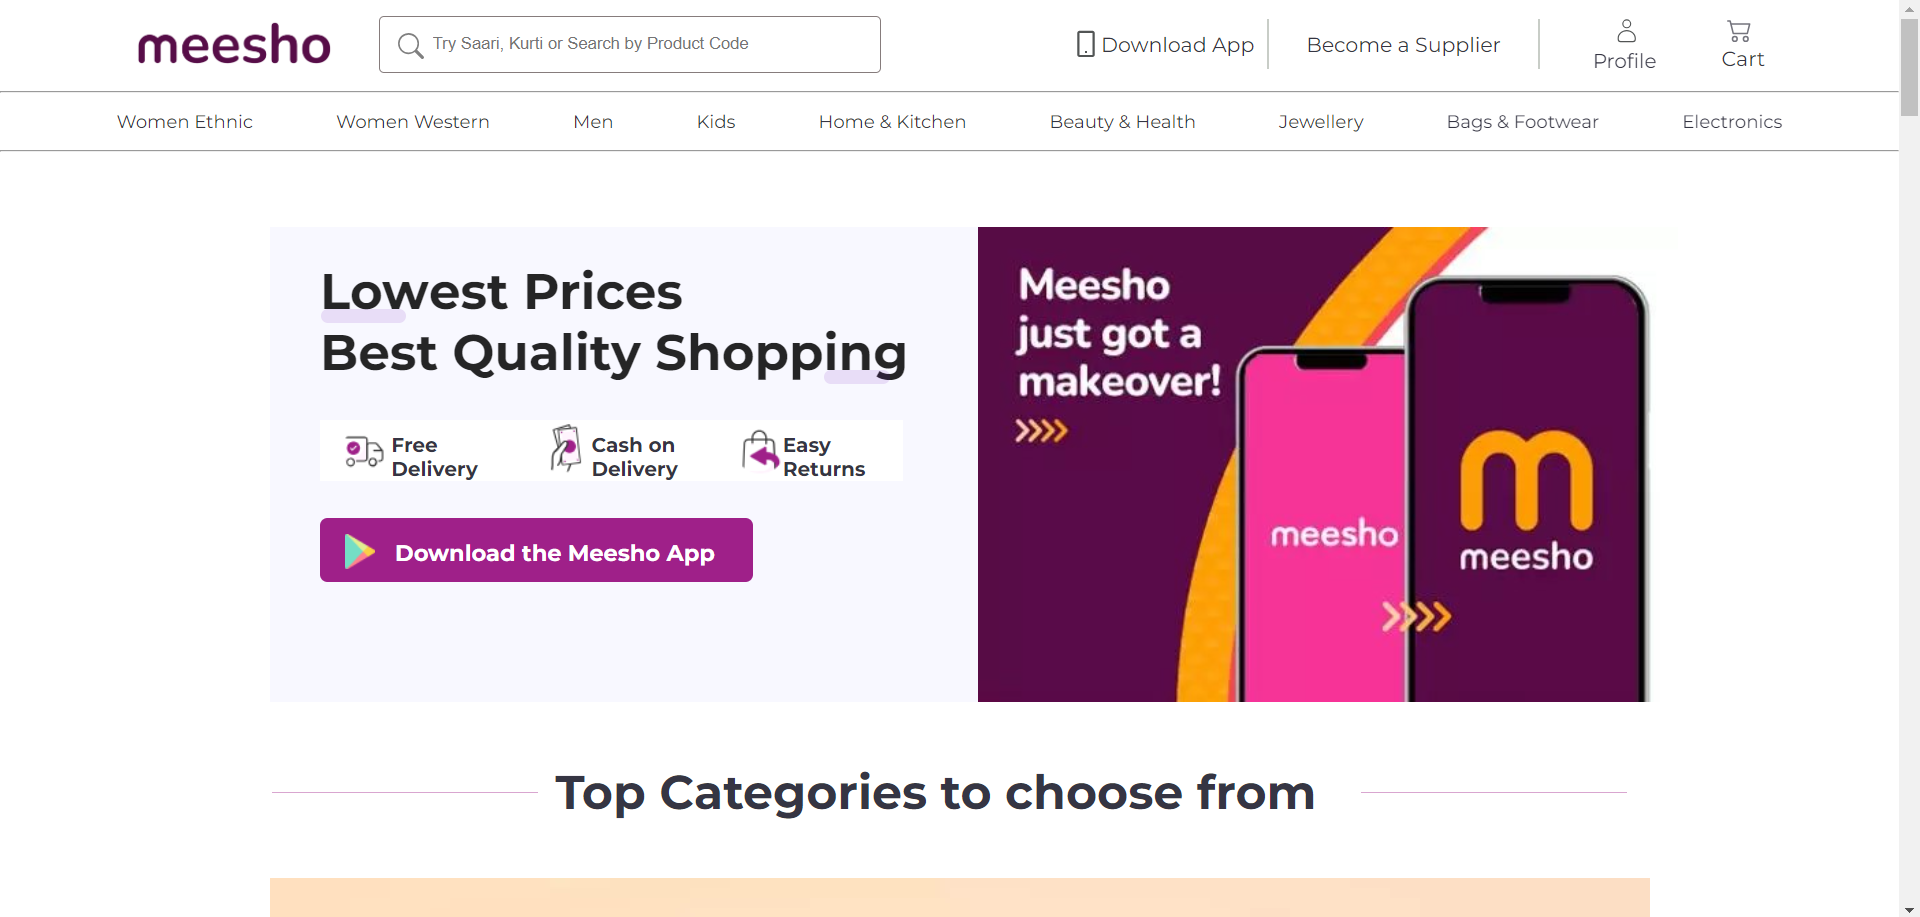 meesho
Try Saari, Kurti or Search by Product Code
Download App
Become a Supplier
Profile
Cart
Women Ethnic
Women Western
Men
Kids
Home & Kitchen
Beauty & Health
Jewellery
Bags & Footwear
Electronics
Lowest Prices
Best Quality Shopping
Free
Delivery
Cash on
Delivery
Easy
Returns
Download the Meesho App
Meesho
just got a
makeover!
meesho
meesho
Top Categories to choose from